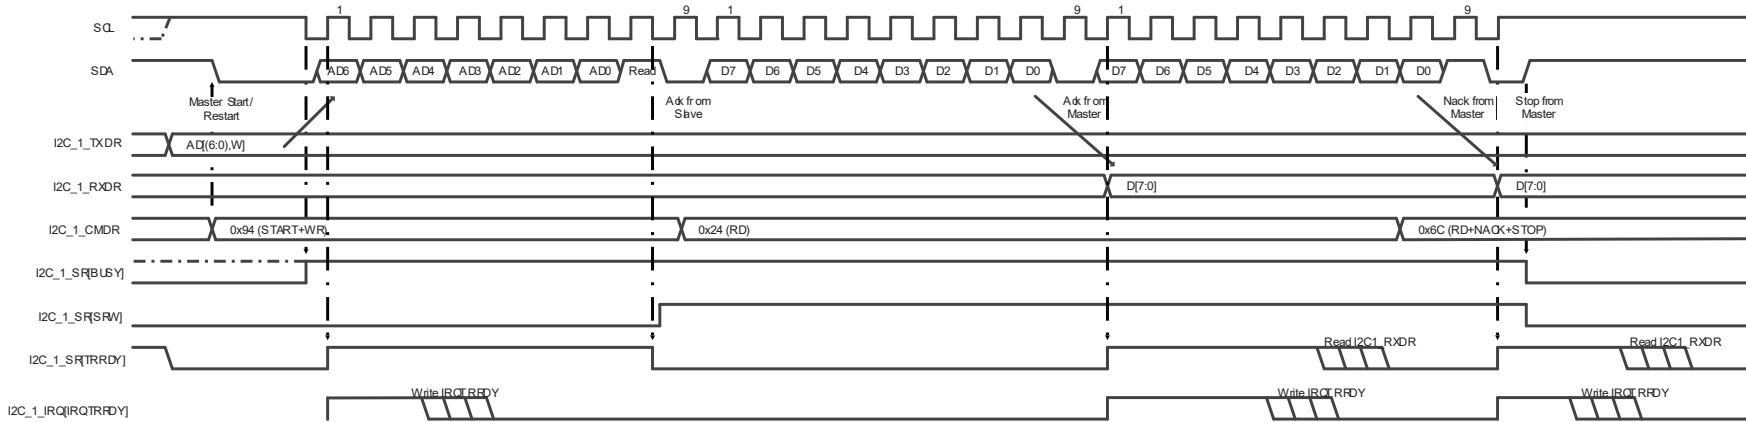 1 9 1 9 1 9
SCL
SDA AD6 AD5 AD4 AD3 AD2 AD1 AD0 Read D7 D6 D5 D4 D3 D2 D1 D0 D7 D6 D5 D4 D3 D2 D1 D0
Master Start/
Restart
Ack from
Slave
Ack from
Master
Nack from
Master
Stop from
Master
I2C_1_TXDR AD[(6:0),W]
I2C_1_RXDR D[7:0] D[7:0]
I2C_1_CMDR 0x94 (START+WR) 0x24 (RD) 0x6C (RD+NACK+STOP)
I2C_1_SR[BUSY]
I2C_1_SR[SRW]
I2C_1_SR[TRRDY] Read I2C1_RXDR Read I2C1_RXDR
I2C_1_IRQ[IRQTRRDY] Write IRQTRRDY Write IRQTRRDY Write IRQTRRDY